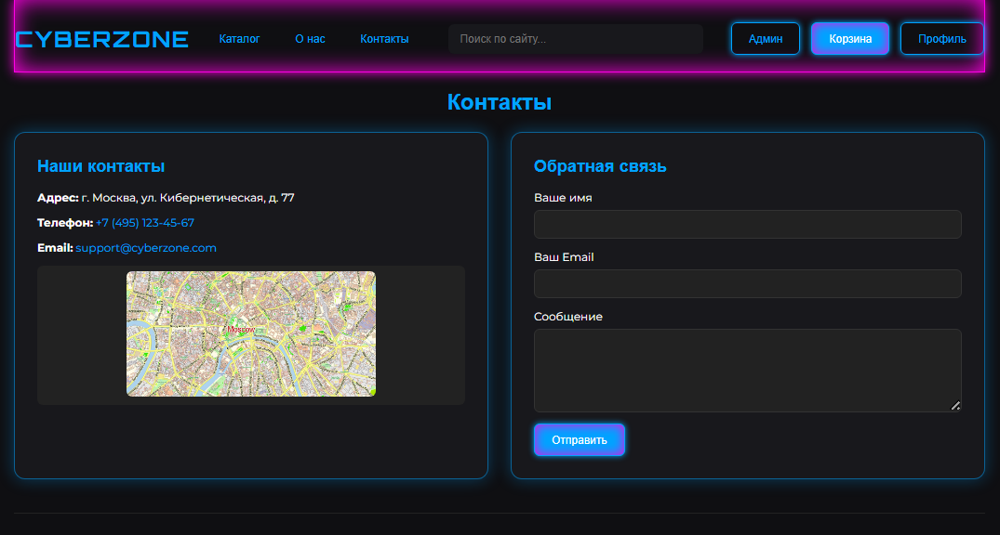 CYBERZONE
Каталог
О нас
Контакты
Поиск по сайту...
Админ
Корзина
Профиль
Контакты
Наши контакты
Адрес: г. Москва, ул. Кибернетическая, д. 77
Телефон: +7 (495) 123-45-67
Email: support@cyberzone.com
Moscow
Обратная связь
Ваше имя
Ваш Email
Сообщение
Отправить